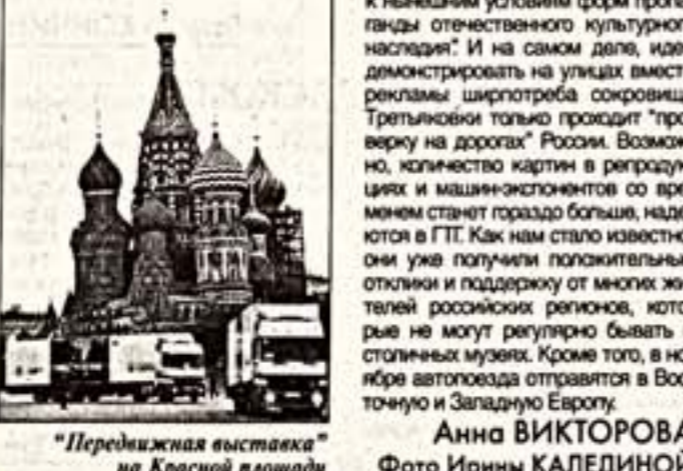 "Передвижная выставка"
на Красной площади
к нынешним условиям форм пропа-
ганды отечественного культурног
наследия". И на самом деле, иде
демонстрировать на улицах вмест
рекламы ширпотреба сокровищ
Третьяковки только проходит "про
верку на дорогах" России. Возмож
но, количество картин в репродук
циях и машин-экспонентов со вре
менем станет гораздо больше, наде
ются в ГТГ. Как нам стало известно
они уже получили положительны
отклики и поддержку от многих жи
телей российских регионов, кото
рые не могут регулярно бывать
столичных музеях. Кроме того, в но
ябре автопоезда отправятся в Вос
точную и Западную Европу.
Анна ВИКТОРОВА
Фото Ирины КАЛЕДИНОЙ